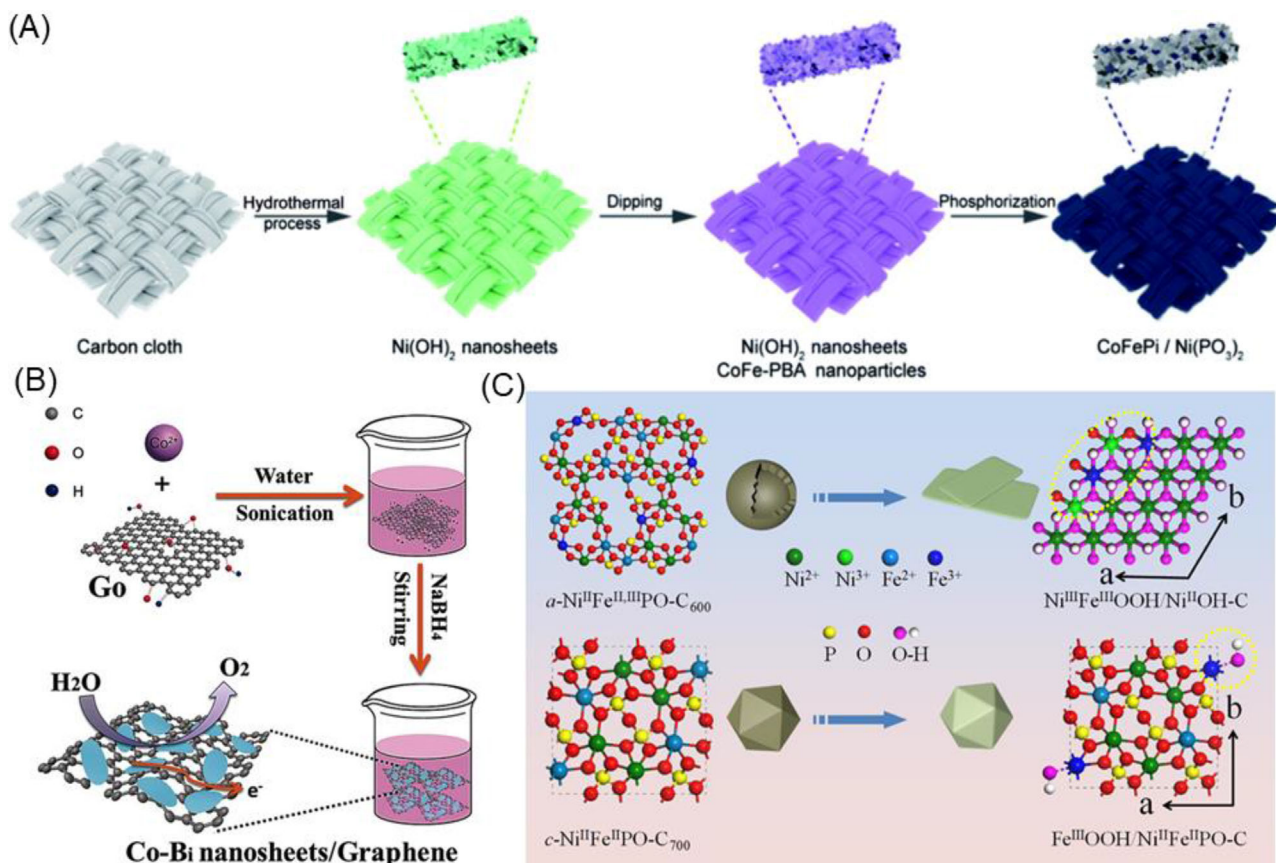 (A)
Hydrothermal
process
Dipping
Phosphorization
Carbon cloth
Ni(OH)₂ nanosheets
Ni(OH)₂ nanosheets
CoFe-PBA nanoparticles
CoFePi / Ni(PO₃)₂
(B)
C
O
H
Co²⁺
+
Go
Water
Sonication
NaBH₄
Stirring
H2O
O2
e⁻
Co-Bi nanosheets/Graphene
(C)
a-NiᴵᴵFeᴵᴵ,ᴵᴵᴵPO-C₆₀₀
Ni²⁺ Ni³⁺ Fe²⁺ Fe³⁺
b
a
NiᴵᴵᴵFeᴵᴵᴵOOH/NiᴵᴵOH-C
P O O-H
c-NiᴵᴵFeᴵᴵPO-C₇₀₀
b
a
FeᴵᴵᴵOOH/NiᴵᴵFeᴵᴵPO-C